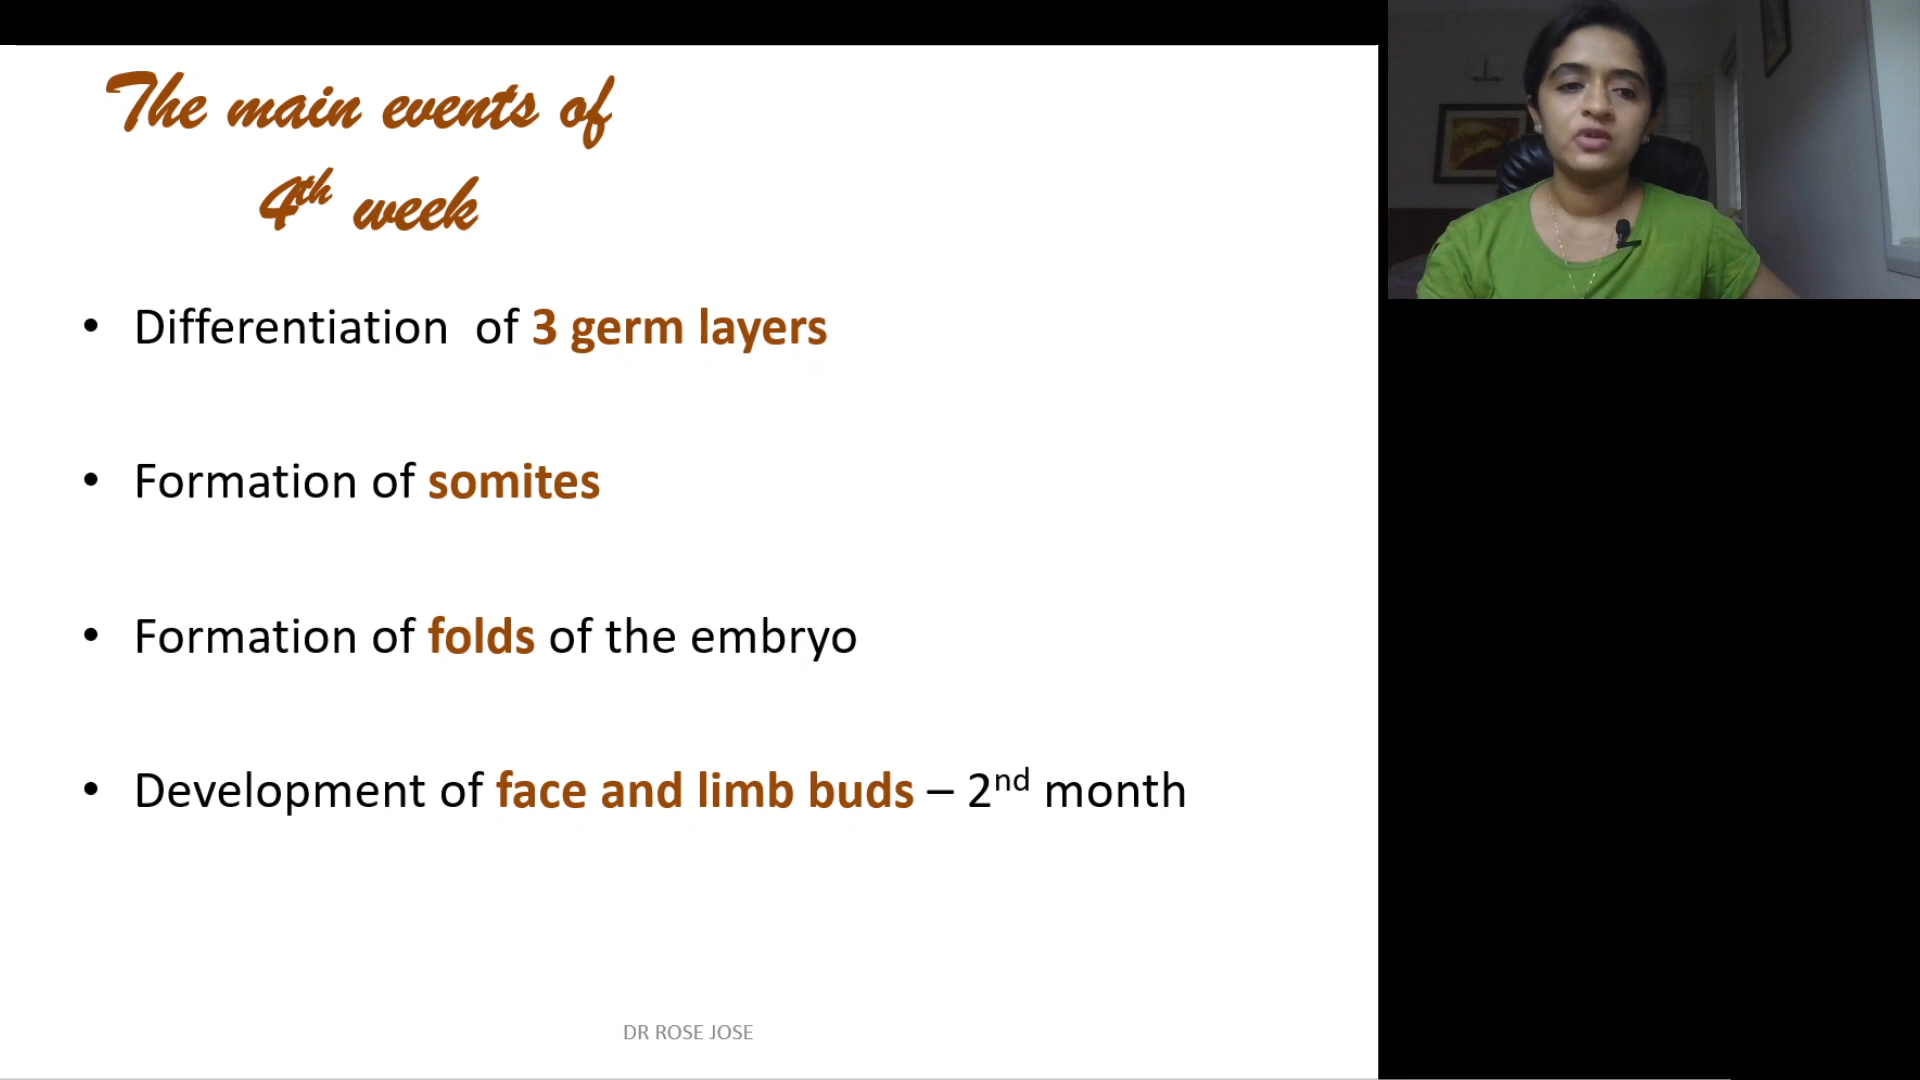 The main events of
4th week
• Differentiation of 3 germ layers
• Formation of somites
• Formation of folds of the embryo
• Development of face and limb buds – 2nd month
DR ROSE JOSE